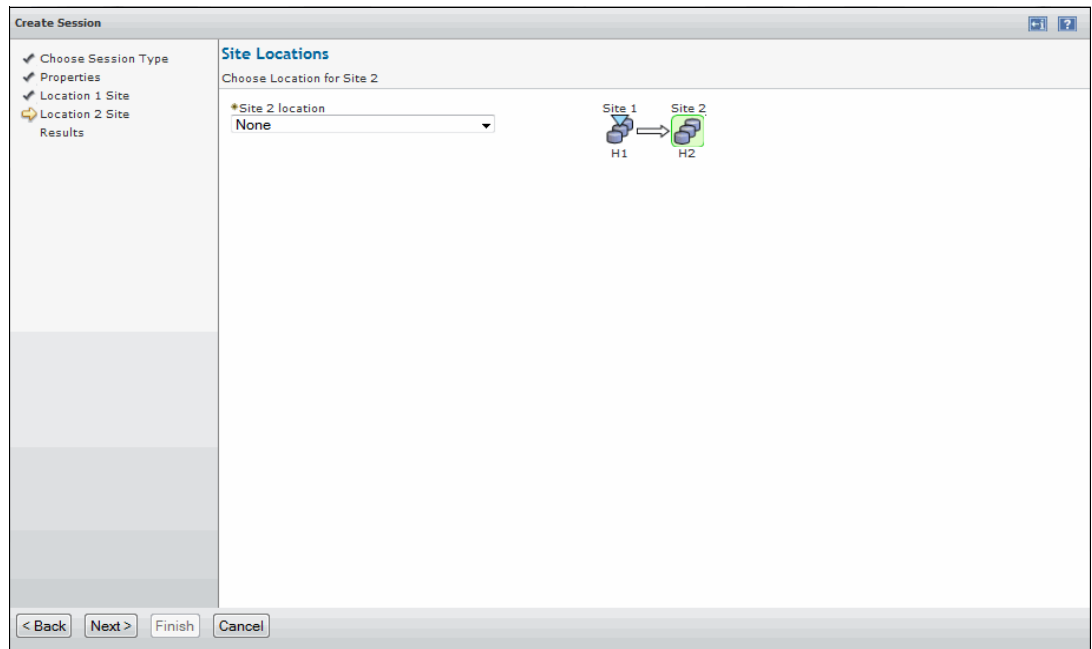 Create Session
?
Choose Session Type
Properties
Location 1 Site
Location 2 Site
Results
Site Locations
Choose Location for Site 2
*Site 2 location
None
Site 1 Site 2
H1 H2
< Back Next > Finish Cancel